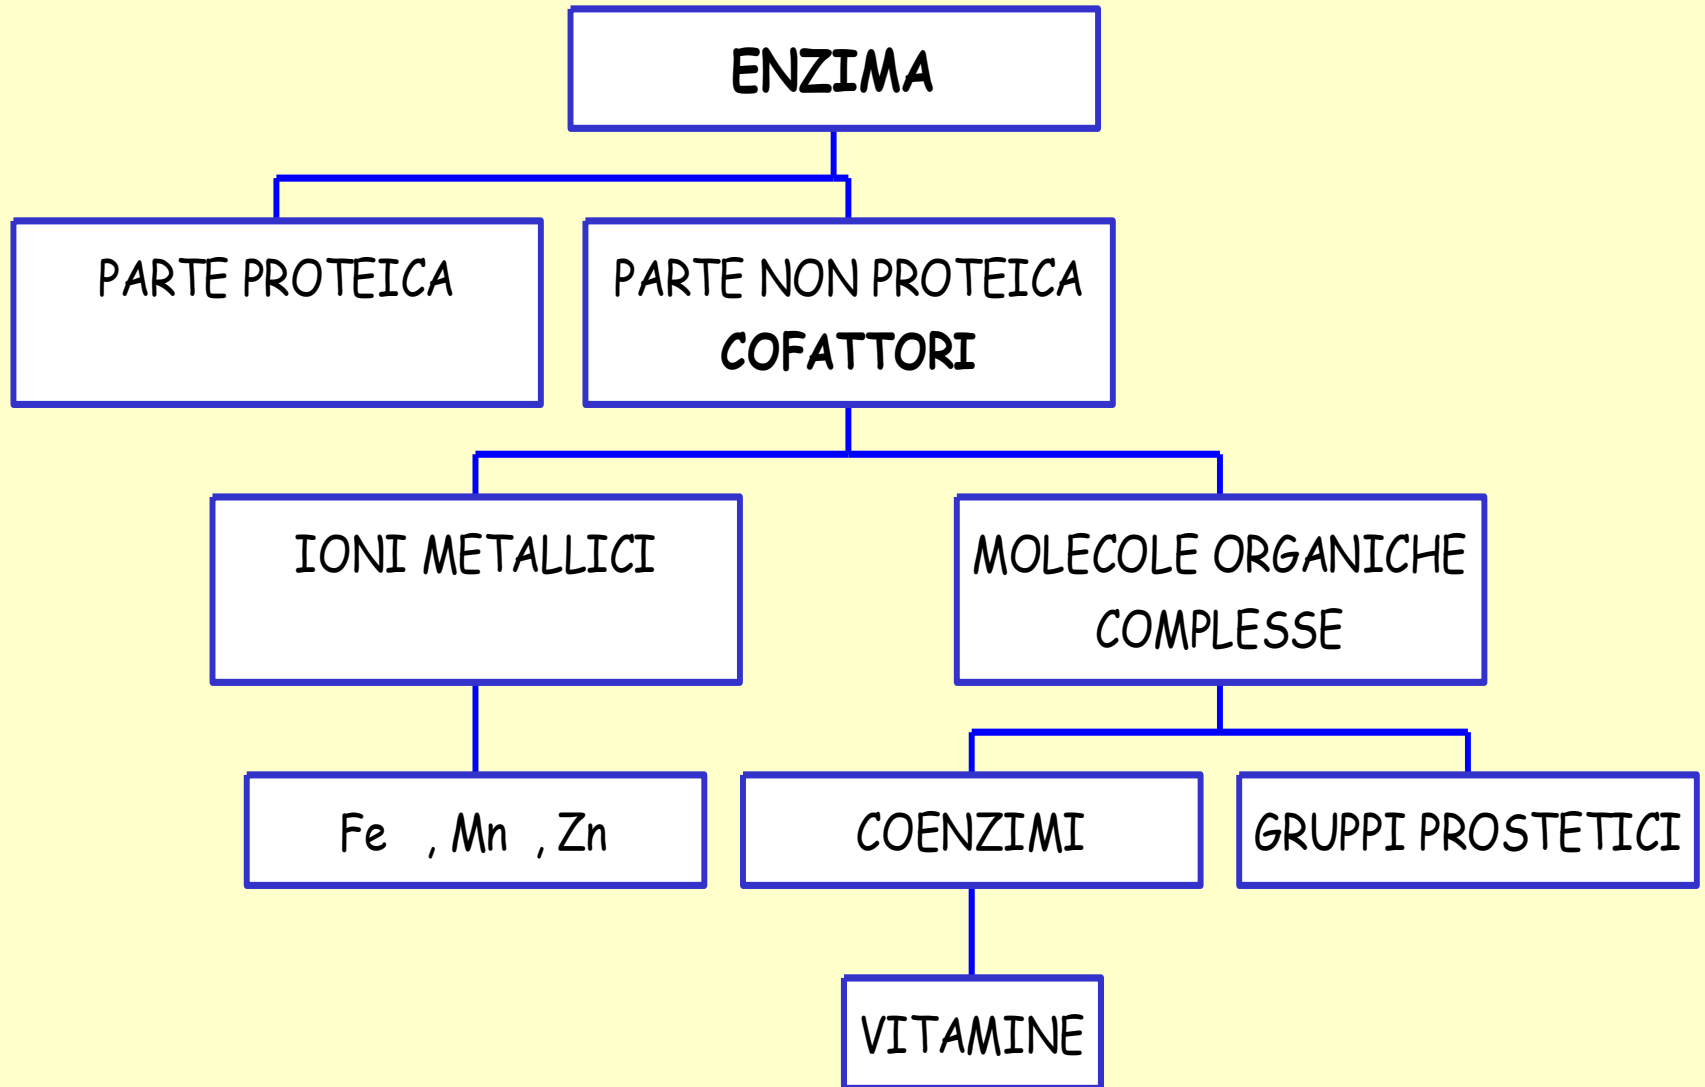 ENZIMA
PARTE PROTEICA
PARTE NON PROTEICA
COFATTORI
IONI METALLICI
MOLECOLE ORGANICHE
COMPLESSE
Fe , Mn , Zn
COENZIMI
GRUPPI PROSTETICI
VITAMINE